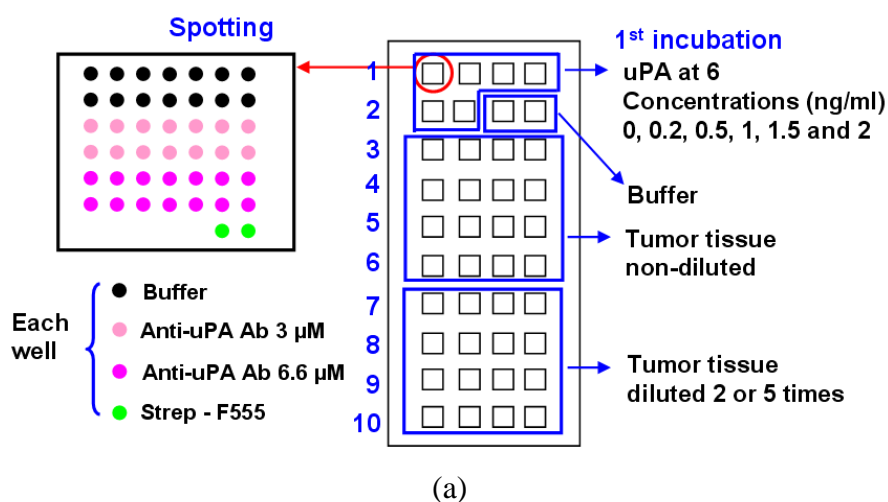 Spotting
Each
well
Buffer
Anti-uPA Ab 3 µM
Anti-uPA Ab 6.6 µM
Strep - F555
1
2
3
4
5
6
7
8
9
10
1st incubation
uPA at 6
Concentrations (ng/ml)
0, 0.2, 0.5, 1, 1.5 and 2
Buffer
Tumor tissue
non-diluted
Tumor tissue
diluted 2 or 5 times
(a)